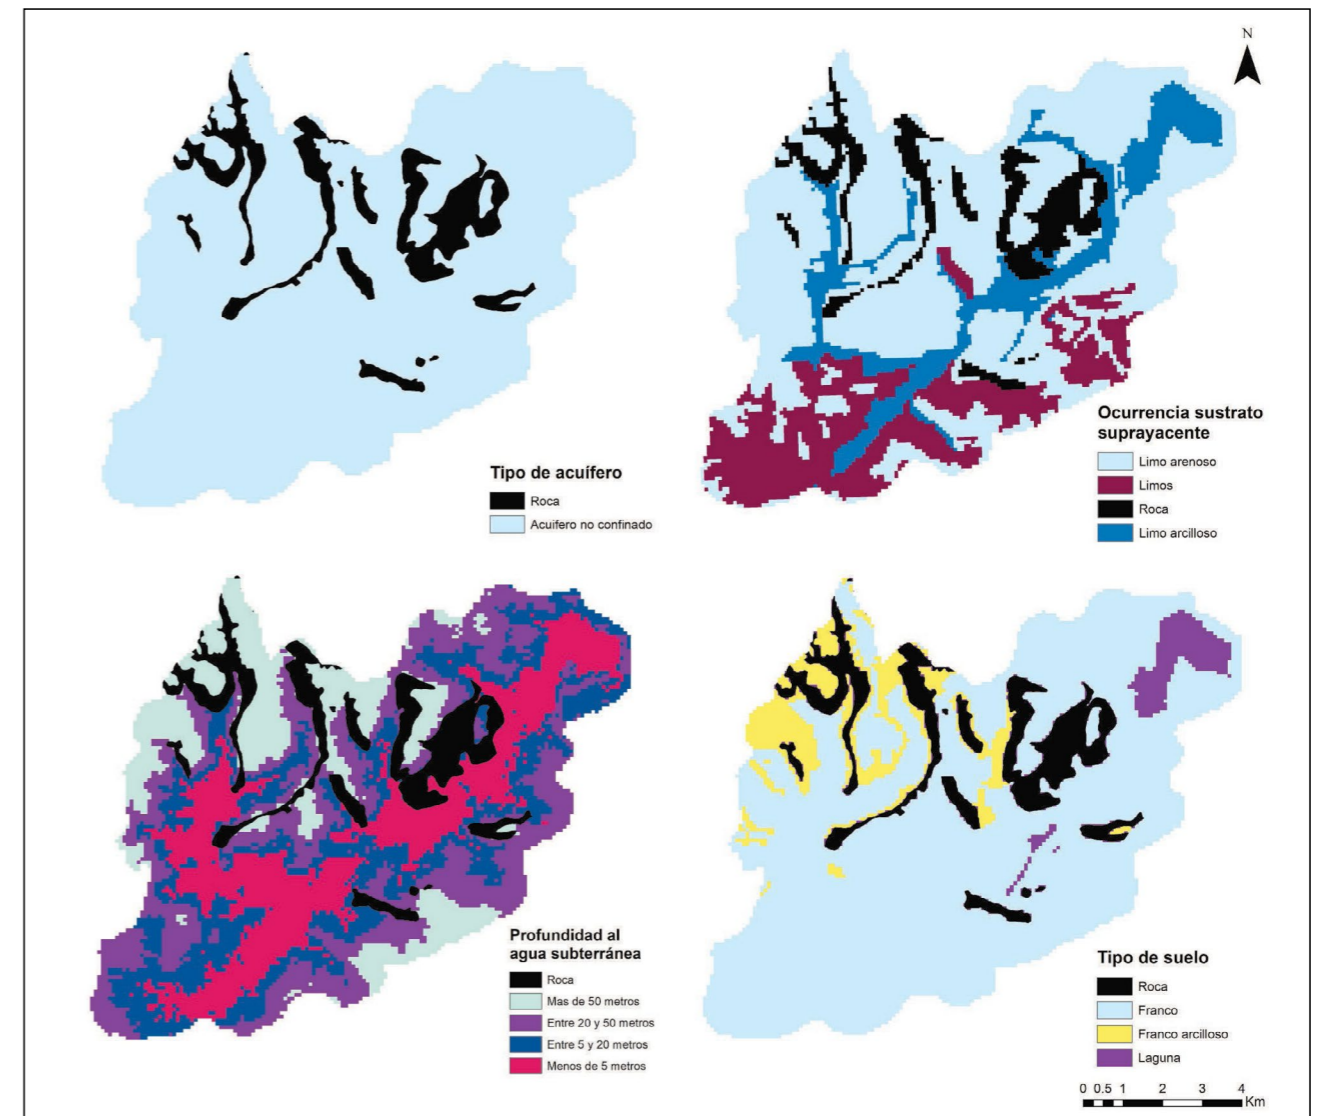 N
Tipo de acuífero
Roca
Acuifero no confinado
Ocurrencia sustrato
suprayacente
Limo arenoso
Limos
Roca
Limo arcilloso
Profundidad al
agua subterránea
Roca
Mas de 50 metros
Entre 20 y 50 metros
Entre 5 y 20 metros
Menos de 5 metros
Tipo de suelo
Roca
Franco
Franco arcilloso
Laguna
0 0.5 1 2 3 4
Km